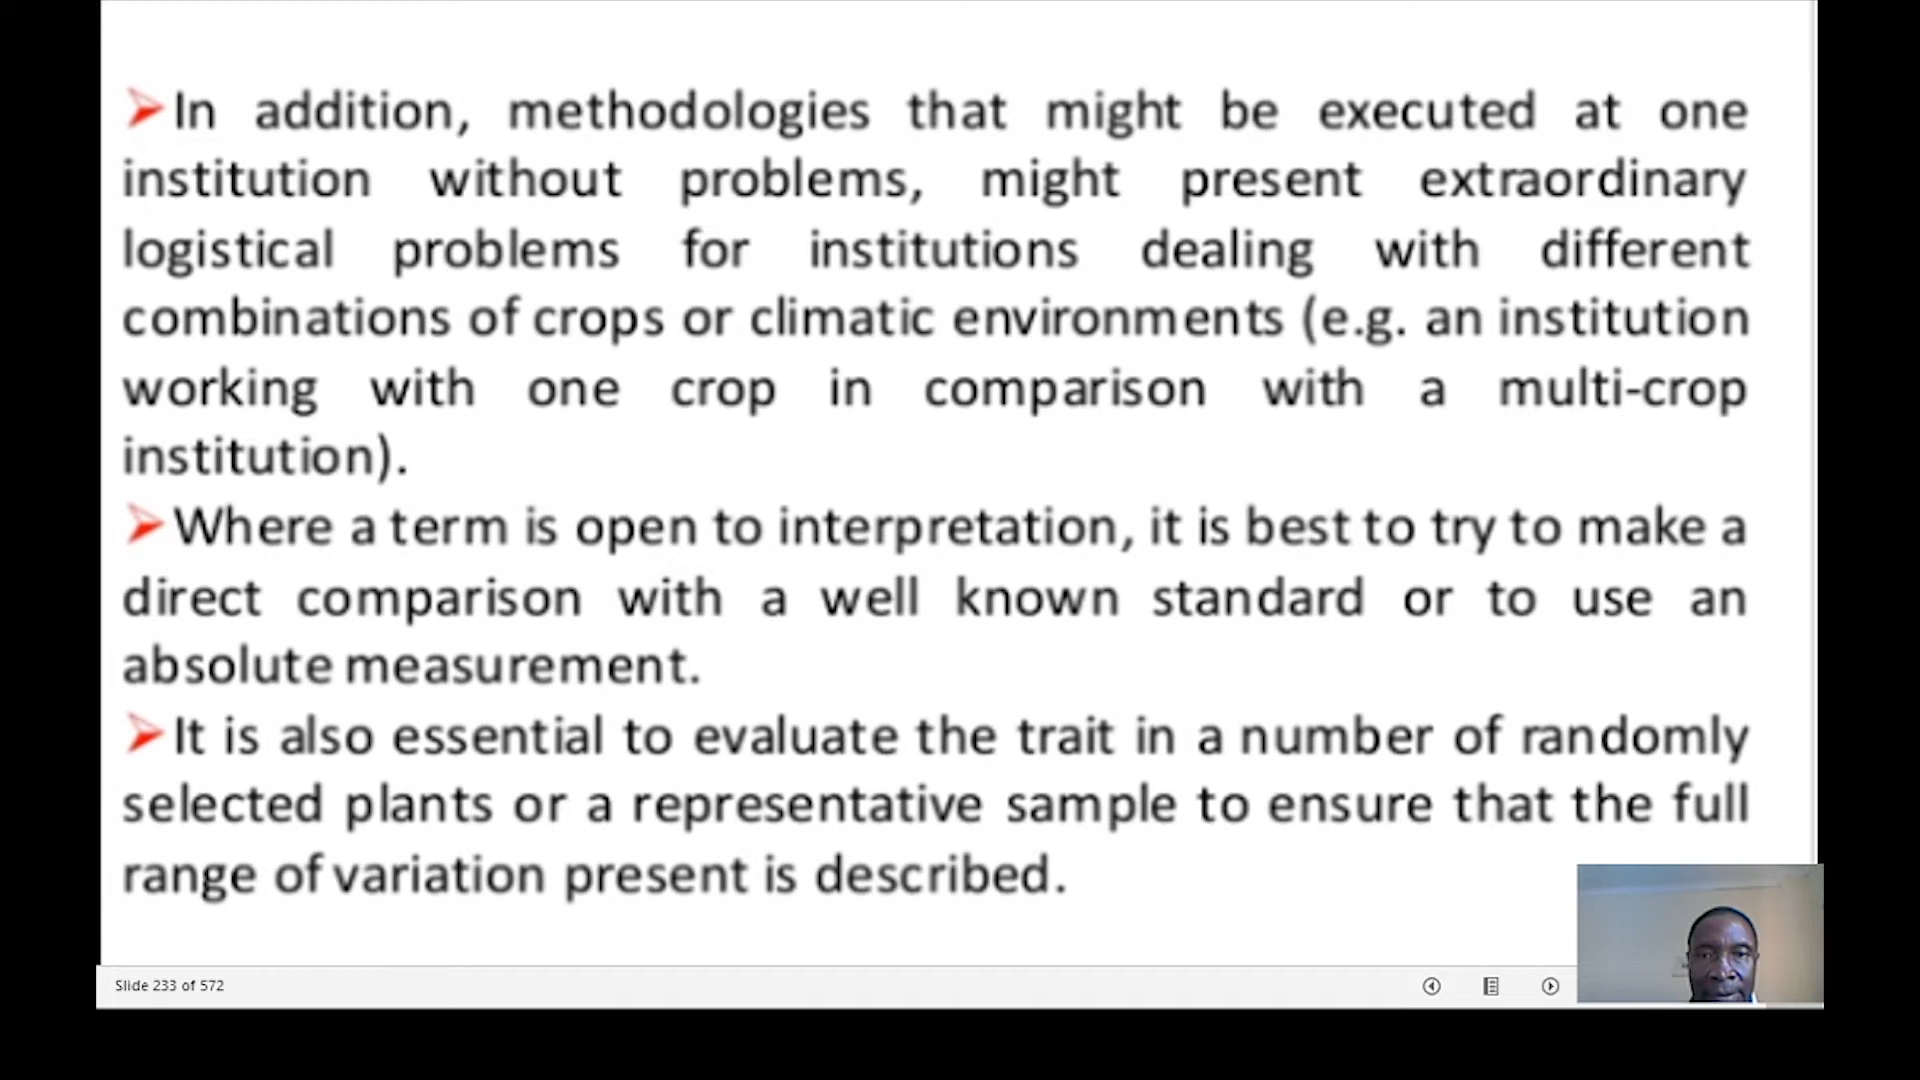 In addition, methodologies that might be executed at one
institution without problems, might present extraordinary
logistical problems for institutions dealing with different
combinations of crops or climatic environments (e.g. an institution
working with one crop in comparison with a multi-crop
institution).
Where a term is open to interpretation, it is best to try to make a
direct comparison with a well known standard or to use an
absolute measurement.
It is also essential to evaluate the trait in a number of randomly
selected plants or a representative sample to ensure that the full
range of variation present is described.
Slide 233 of 572